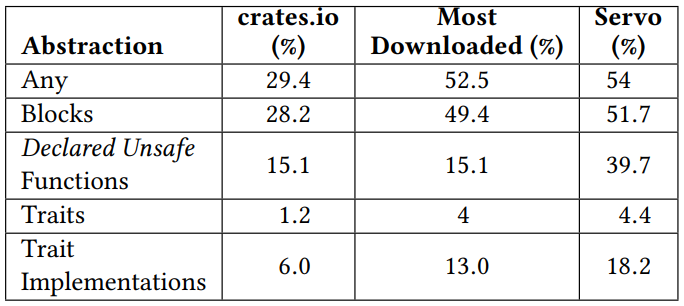 Abstraction crates.io (%) Most Downloaded (%) Servo (%)
Any 29.4 52.5 54
Blocks 28.2 49.4 51.7
Declared Unsafe Functions 15.1 15.1 39.7
Traits 1.2 4 4.4
Trait Implementations 6.0 13.0 18.2